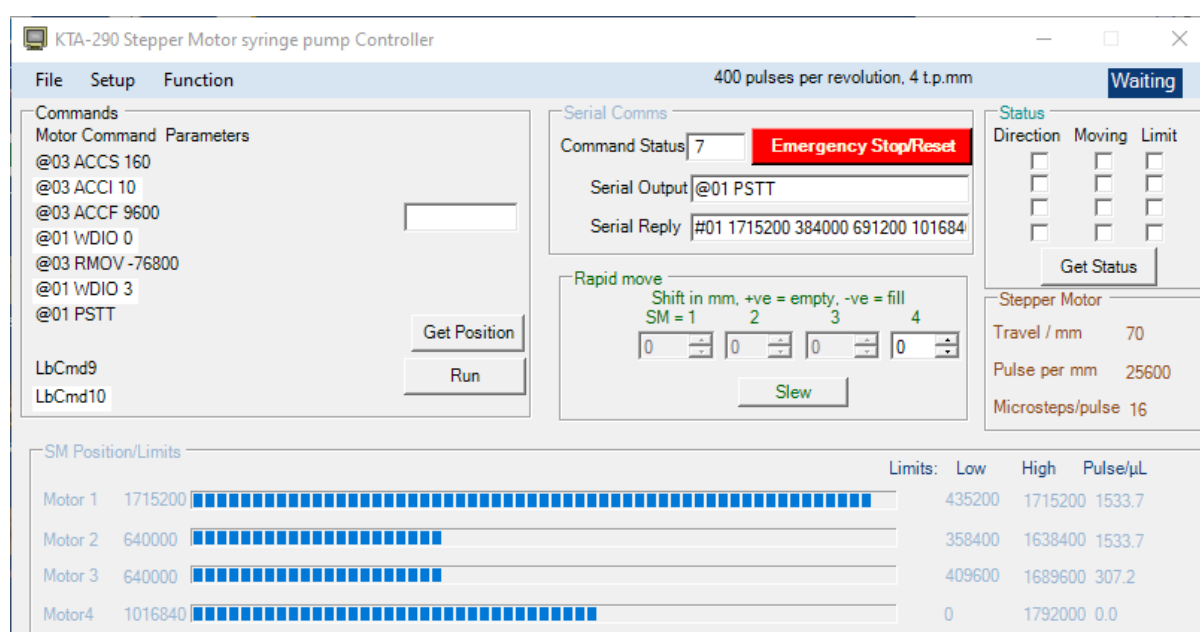 KTA-290 Stepper Motor syringe pump Controller
File Setup Function
400 pulses per revolution, 4 t.p.mm
Waiting
Commands
Motor Command Parameters
@03 ACCS 160
@03 ACCI 10
@03 ACCF 9600
@01 WDIO 0
@03 RMOV -76800
@01 WDIO 3
@01 PSTT
Get Position
LbCmd9
Run
LbCmd10
Serial Comms
Command Status 7 Emergency Stop/Reset
Serial Output @01 PSTT
Serial Reply #01 1715200 384000 691200 101684
Rapid move
Shift in mm, +ve = empty, -ve = fill
SM = 1 2 3 4
0 0 0 0
Slew
Status
Direction Moving Limit
Get Status
Stepper Motor
Travel / mm 70
Pulse per mm 25600
Microsteps/pulse 16
SM Position/Limits
Limits: Low High Pulse/µL
Motor 1 1715200 435200 1715200 1533.7
Motor 2 640000 358400 1638400 1533.7
Motor 3 640000 409600 1689600 307.2
Motor4 1016840 0 1792000 0.0